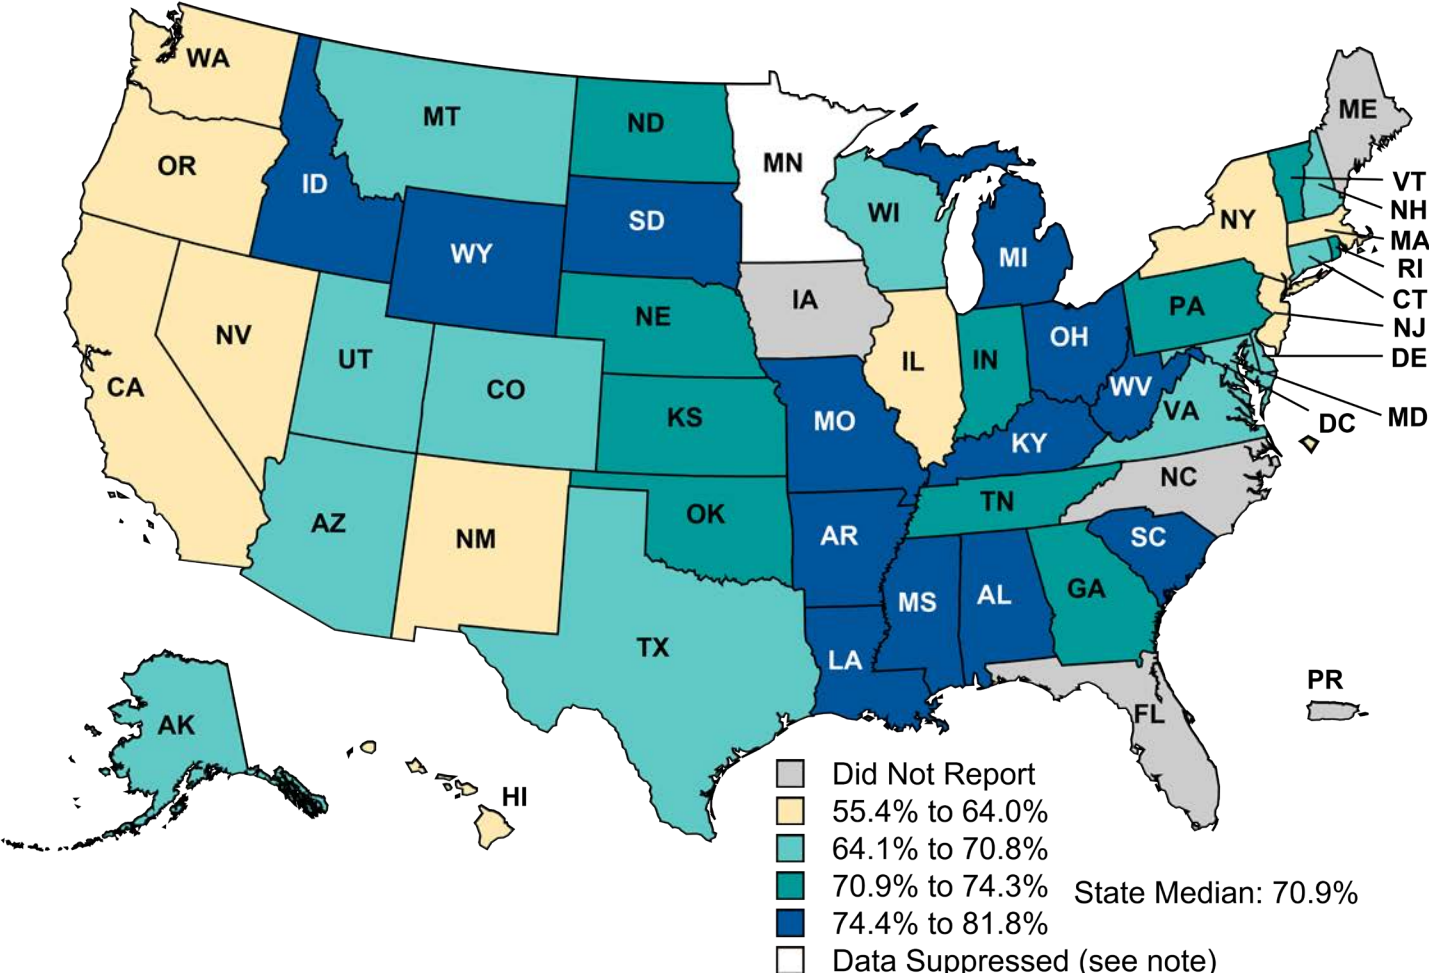 WA
MT
ND
ME
OR
ID
MN
SD
WI
WY
MI
NY
VT
NH
MA
RI
CT
NJ
DE
MD
DC
IA
NE
PA
NV
UT
CO
IL
IN
OH
CA
WV
VA
KS
MO
KY
AZ
NM
OK
TN
NC
AR
SC
MS
AL
GA
TX
LA
FL
PR
AK
HI
Did Not Report
55.4% to 64.0%
64.1% to 70.8%
70.9% to 74.3% State Median: 70.9%
74.4% to 81.8%
Data Suppressed (see note)